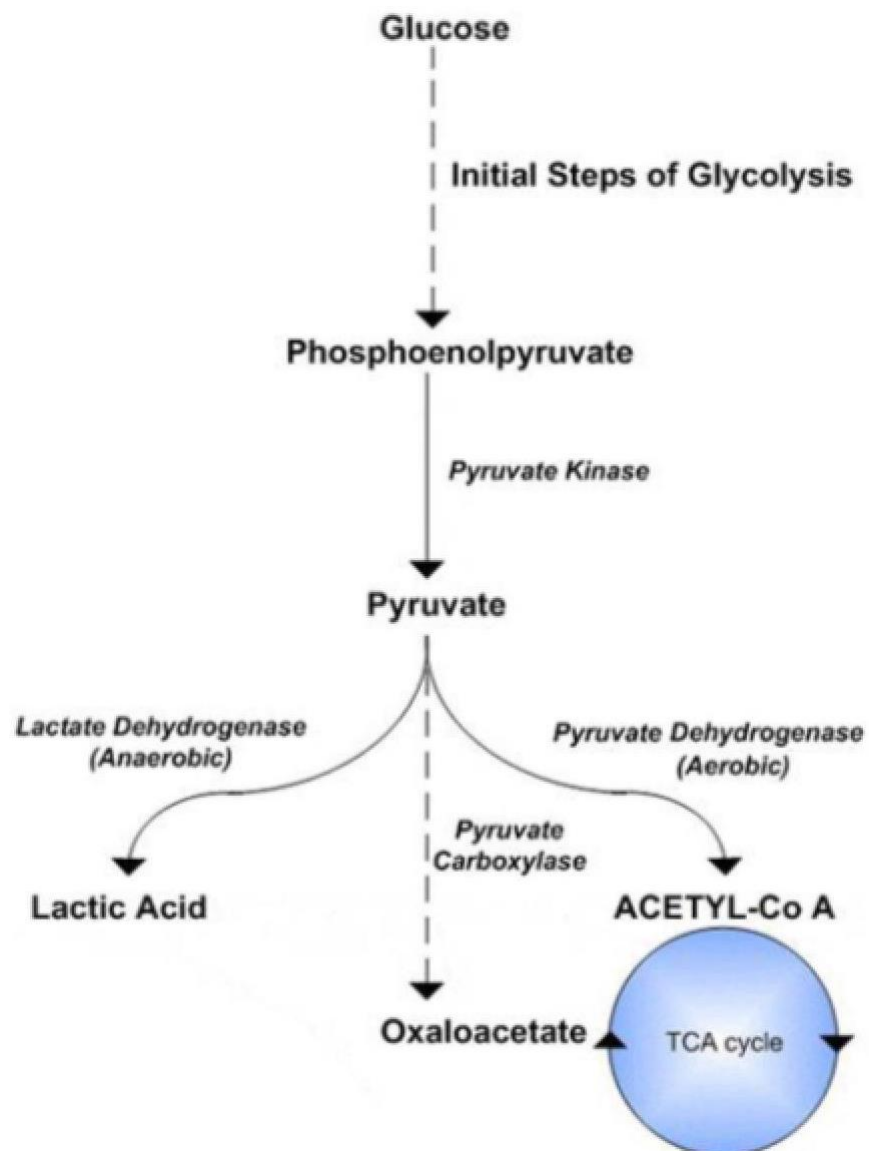 Glucose
Initial Steps of Glycolysis
Phosphoenolpyruvate
Pyruvate Kinase
Pyruvate
Lactate Dehydrogenase
(Anaerobic)
Pyruvate Dehydrogenase
(Aerobic)
Pyruvate
Carboxylase
Lactic Acid
ACETYL-Co A
Oxaloacetate
TCA cycle